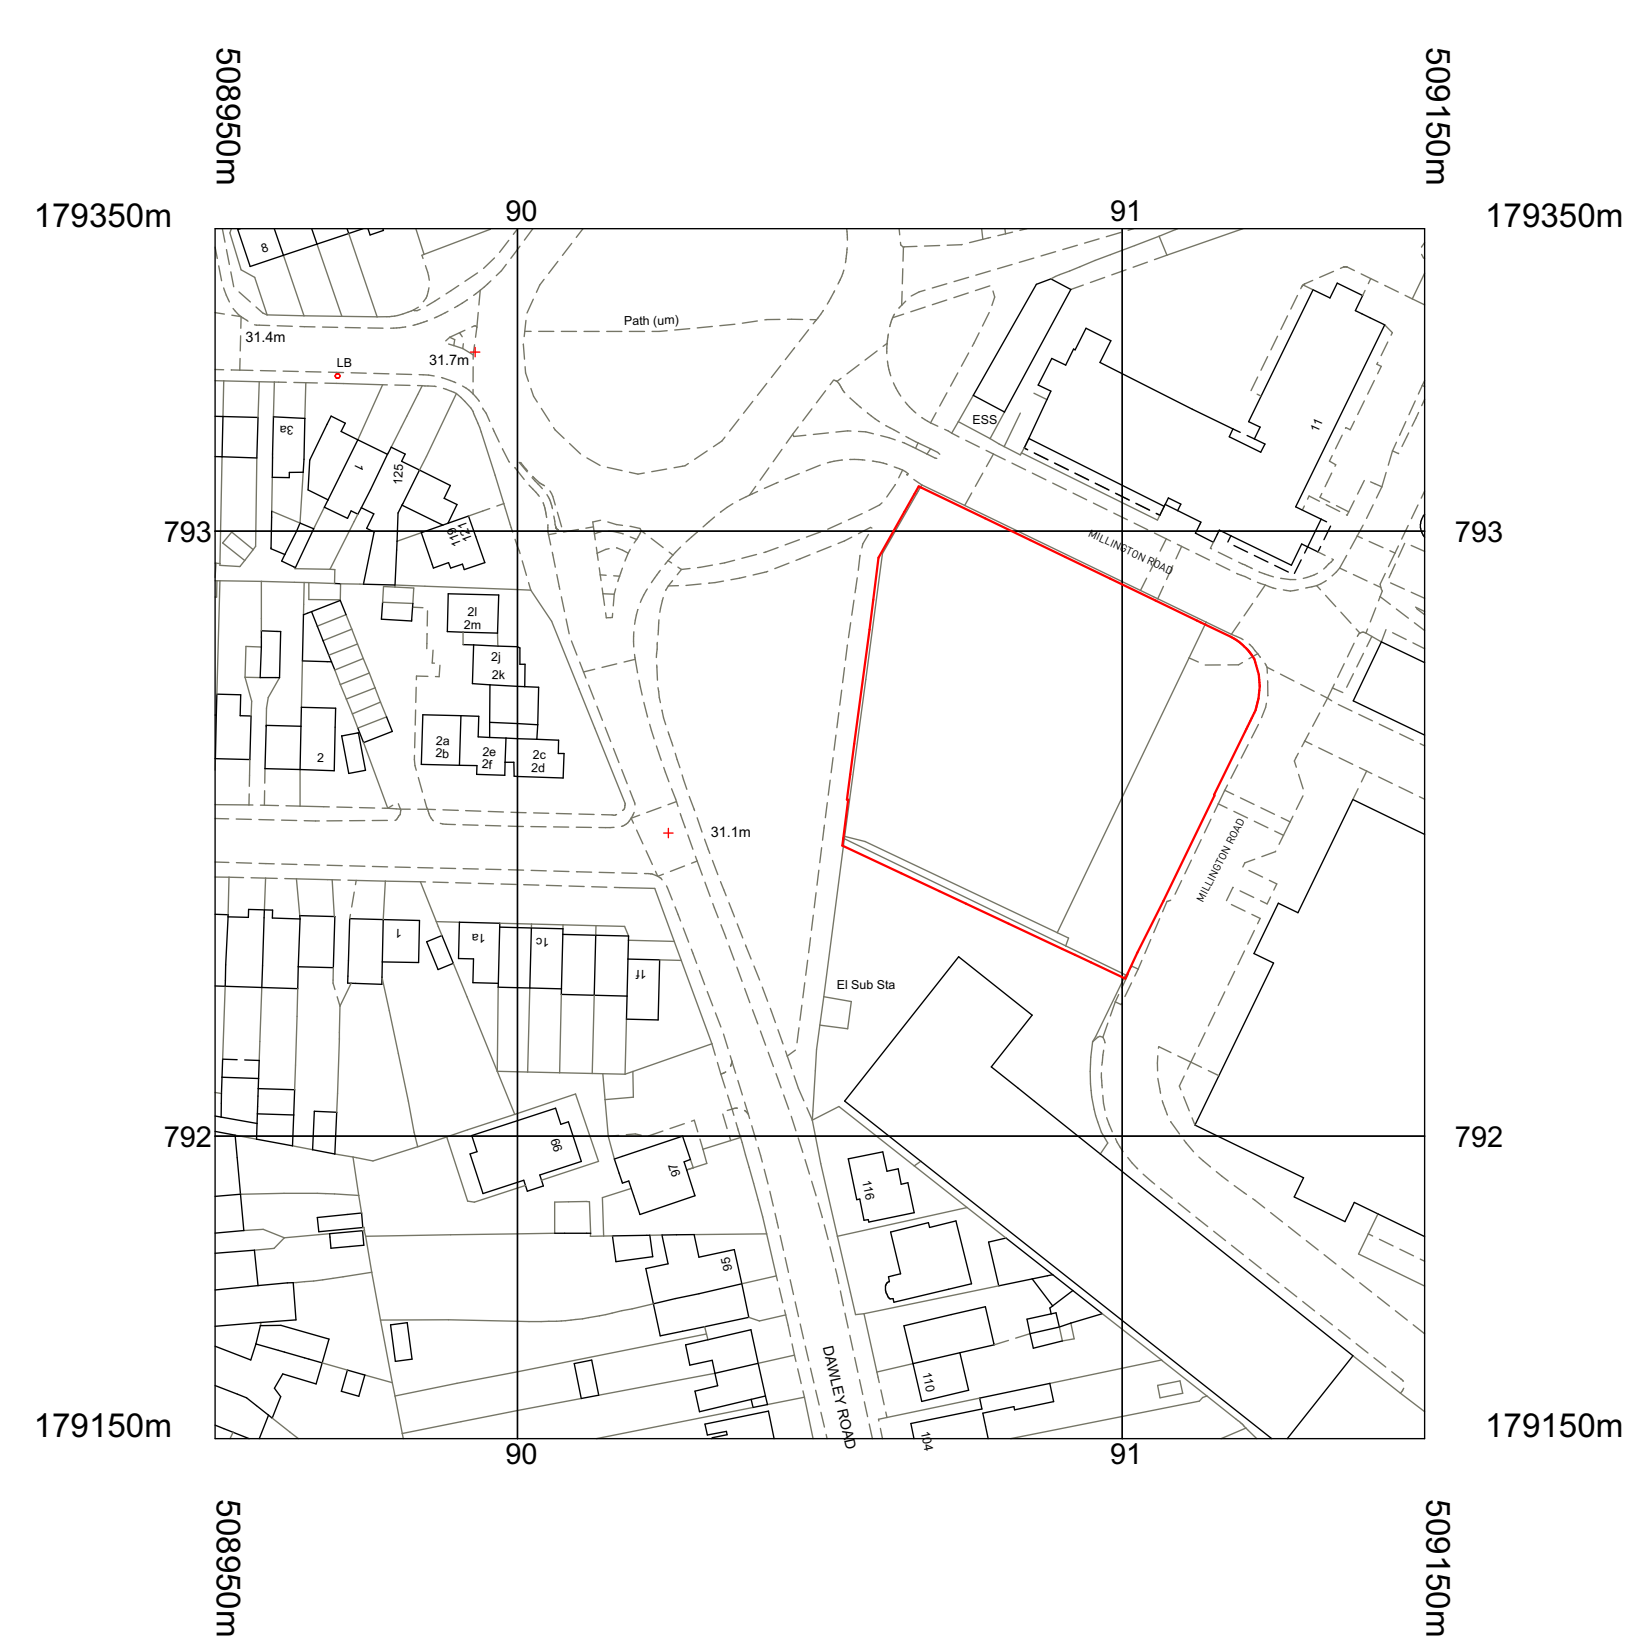 508950m
509150m
179350m
90
91
179350m
8
Path (um)
31.4m
31.7m
LB
ESS
11
3a
1
125
119
121
793
793
MILLINGTON ROAD
2l
2m
2j
2k
2a
2b
2e
2f
2c
2d
2
31.1m
MILLINGTON ROAD
1
1a
1c
1f
El Sub Sta
792
792
99
97
116
95
110
DAWLEY ROAD
104
179150m
90
91
179150m
508950m
509150m